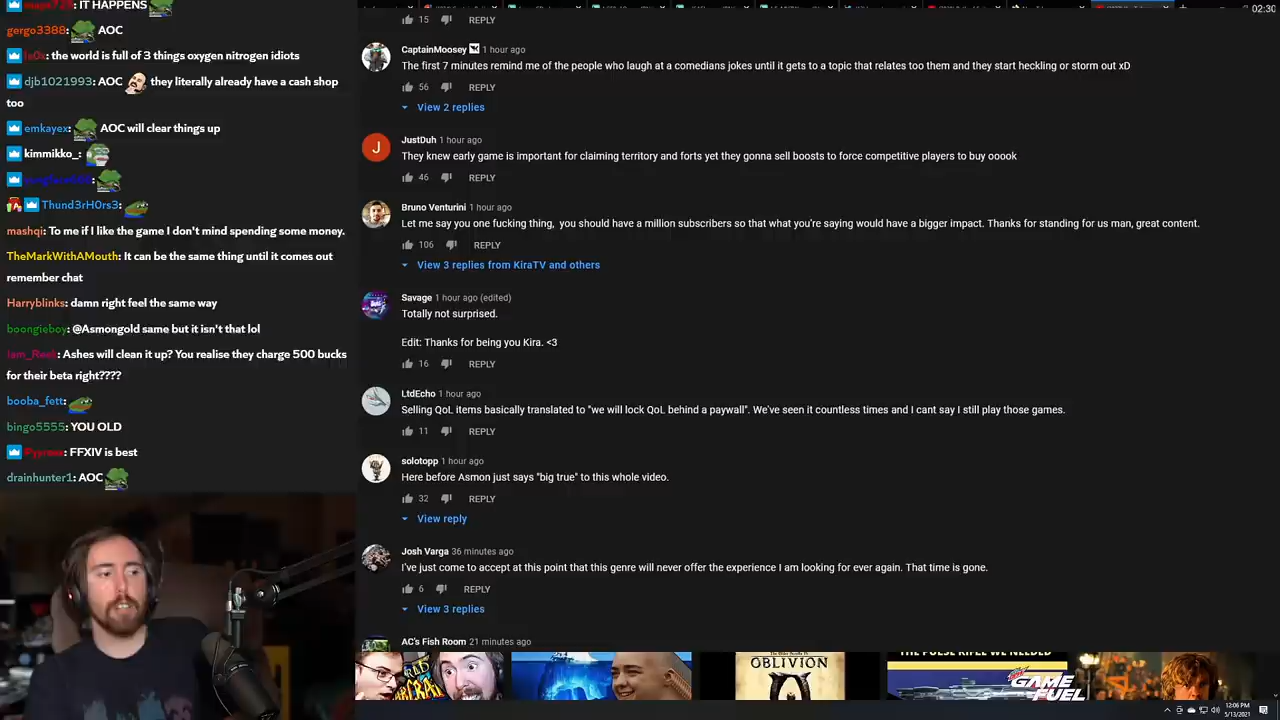 IT HAPPENS
gergo3388: AOC
: the world is full of 3 things oxygen nitrogen idiots
djb1021993: AOC they literally already have a cash shop
too
emkayex: AOC will clear things up
kimmikko_:
Thund3rH0rs3:
mashqi: To me if I like the game I don't mind spending some money.
TheMarkWithAMouth: It can be the same thing until it comes out
remember chat
Harryblinks: damn right feel the same way
boongieboy: @Asmongold same but it isn't that lol
: Ashes will clean it up? You realise they charge 500 bucks
for their beta right????
booba_fett:
bingo5555: YOU OLD
: FFXIV is best
drainhunter1: AOC
02:30
15 REPLY
CaptainMoosey 1 hour ago
The first 7 minutes remind me of the people who laugh at a comedians jokes until it gets to a topic that relates too them and they start heckling or storm out xD
56 REPLY
View 2 replies
J
JustDuh 1 hour ago
They knew early game is important for claiming territory and forts yet they gonna sell boosts to force competitive players to buy ooook
46 REPLY
Bruno Venturini 1 hour ago
Let me say you one fucking thing, you should have a million subscribers so that what you're saying would have a bigger impact. Thanks for standing for us man, great content.
106 REPLY
View 3 replies from KiraTV and others
Savage 1 hour ago (edited)
Totally not surprised.
Edit: Thanks for being you Kira. <3
16 REPLY
LtdEcho 1 hour ago
Selling QoL items basically translated to "we will lock QoL behind a paywall". We've seen it countless times and I cant say I still play those games.
11 REPLY
solotopp 1 hour ago
Here before Asmon just says "big true" to this whole video.
32 REPLY
View reply
Josh Varga 36 minutes ago
I've just come to accept at this point that this genre will never offer the experience I am looking for ever again. That time is gone.
6 REPLY
View 3 replies
AC's Fish Room 21 minutes ago
OBLIVION
THE PULSE RIFLE WE NEEDED
GAME
FUEL
12:06 PM
5/13/2021